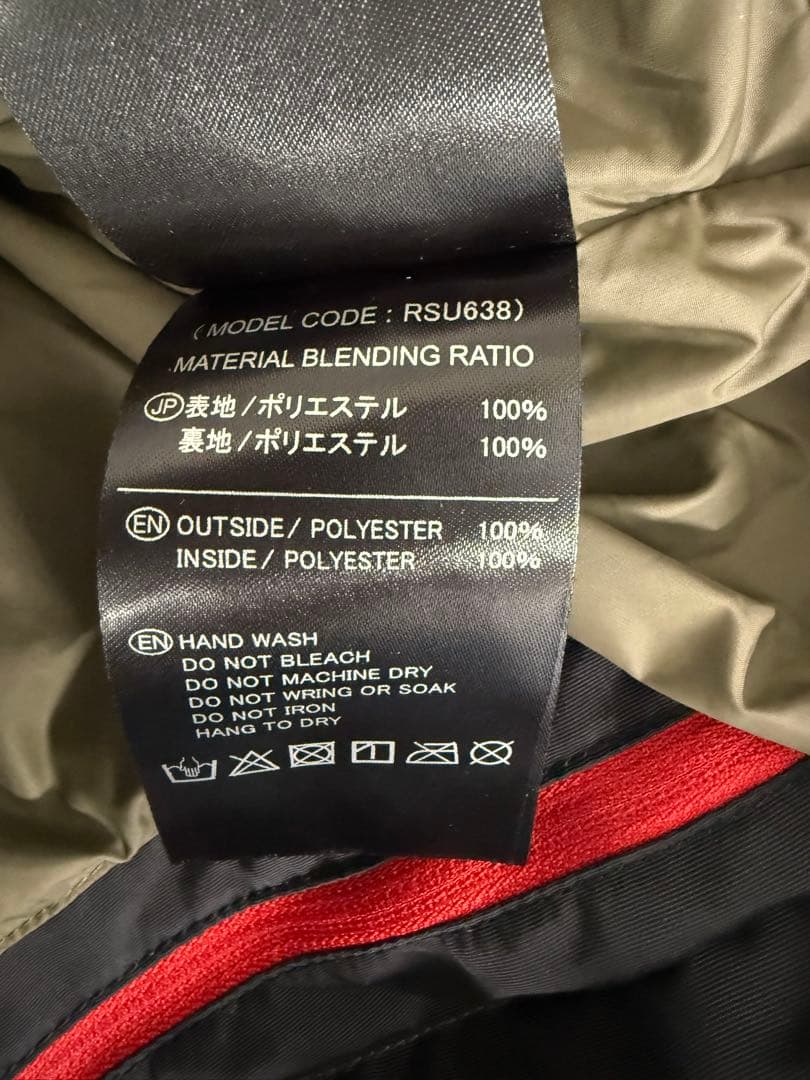 (MODEL CODE : RSU638)
MATERIAL BLENDING RATIO
JP 表地/ポリエステル 100%
裏地/ポリエステル 100%
EN OUTSIDE/ POLYESTER 100%
INSIDE/ POLYESTER 100%
EN HAND WASH
DO NOT BLEACH
DO NOT MACHINE DRY
DO NOT WRING OR SOAK
DO NOT IRON
HANG TO DRY